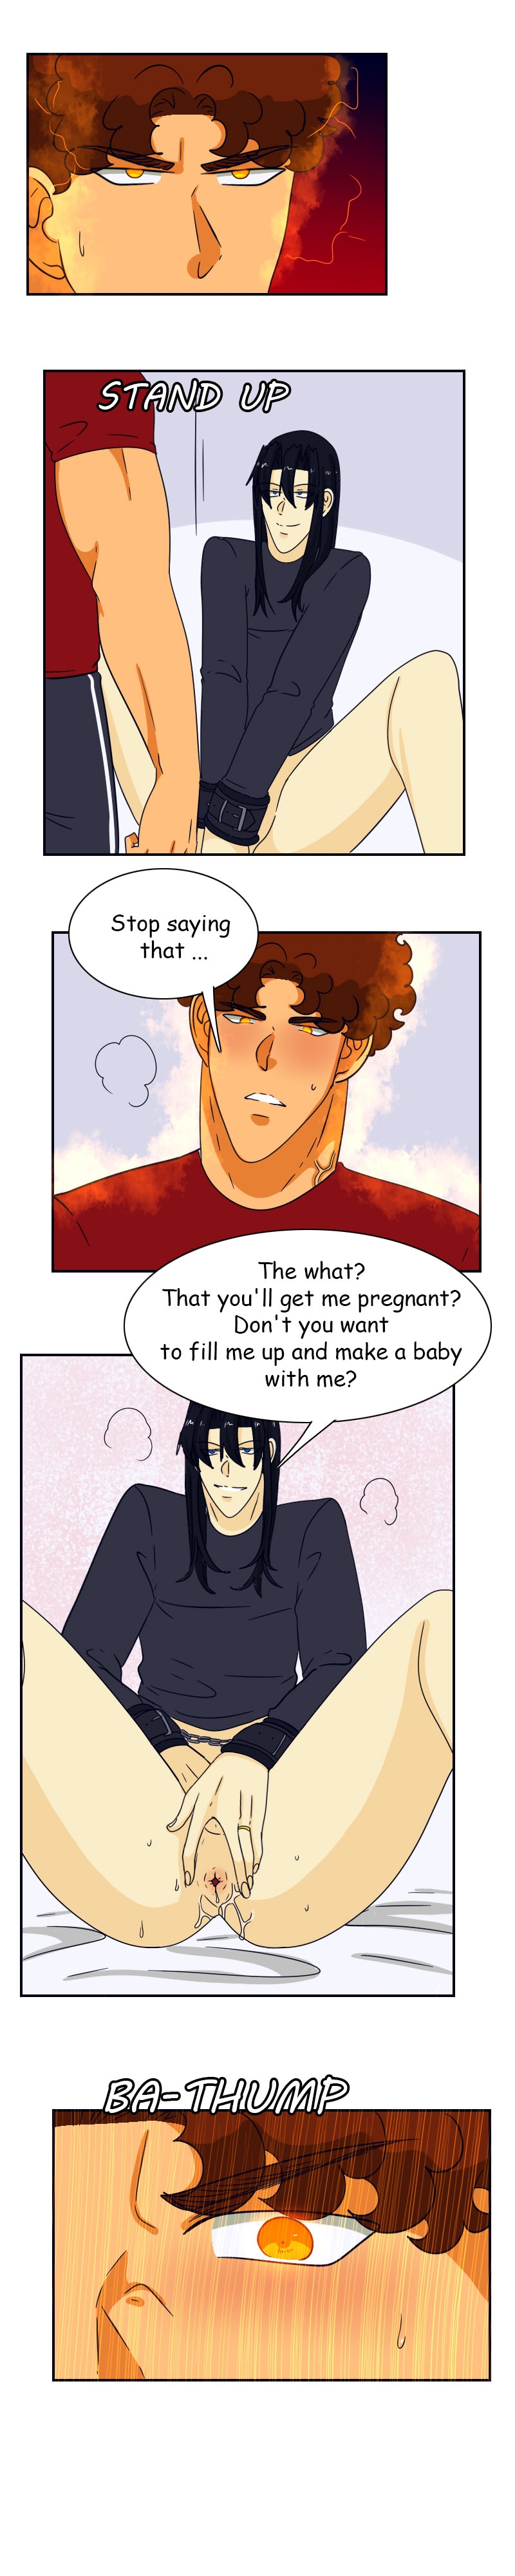 STAND UP
Stop saying
that ...
The what?
That you'll get me pregnant?
Don't you want
to fill me up and make a baby
with me?
BA-THUMP